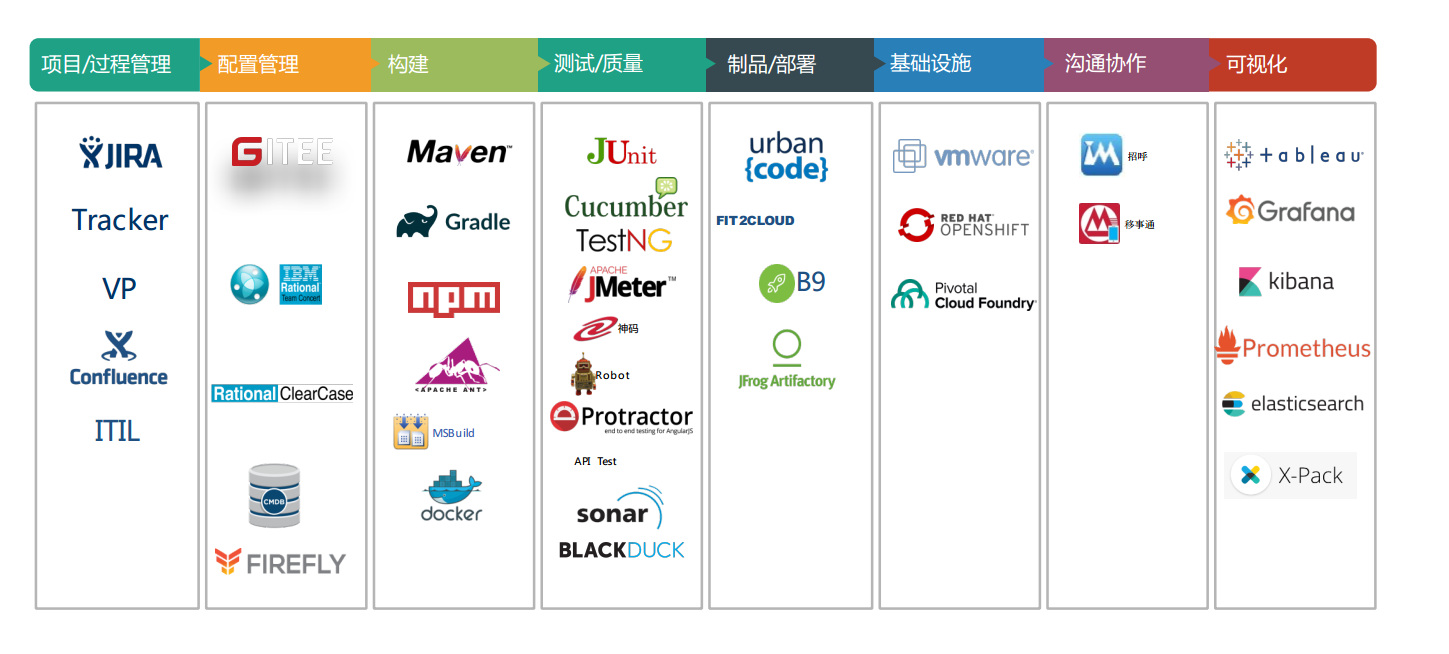 项目/过程管理
配置管理
构建
测试/质量
制品/部署
基础设施
沟通协作
可视化
JIRA
Tracker
VP
Confluence
ITIL
GITEE
IBM
Rational
Team Concert
Rational ClearCase
CMDB
FIREFLY
Maven™
Gradle
npm
<APACHE ANT>
MSBuild
docker
JUnit
Cucumber
TestNG
APACHE
JMeter™
神码
Robot
Protractor
end to end testing for AngularJS
API Test
sonar
BLACKDUCK
urban
{code}
FIT2CLOUD
B9
JFrog Artifactory
vmware®
RED HAT®
OPENSHIFT
Pivotal
Cloud Foundry®
招呼
移事通
+ableau®
Grafana
kibana
Prometheus
elasticsearch
X-Pack